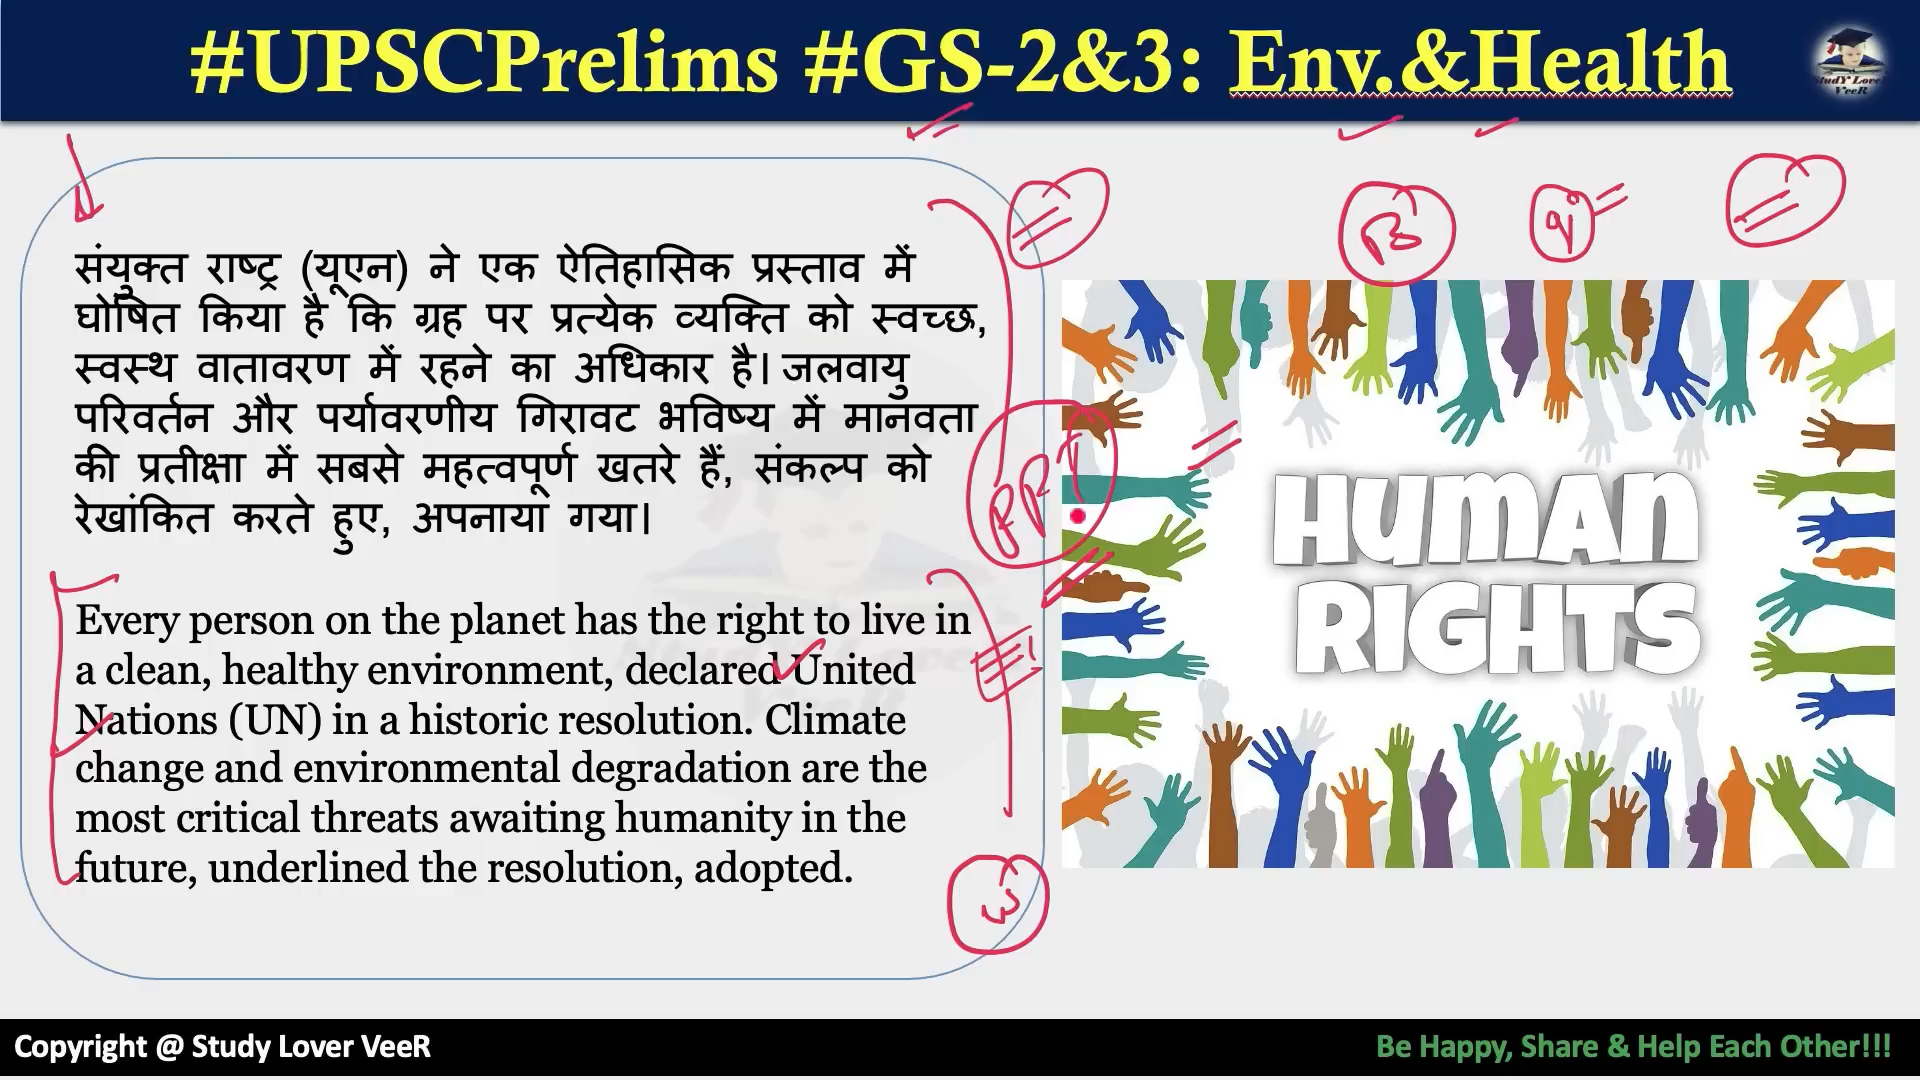 #UPSCPrelims #GS-2&3: Env.&Health
StudY LoveR
VeeR
संयुक्त राष्ट्र (यूएन) ने एक ऐतिहासिक प्रस्ताव में
घोषित किया है कि ग्रह पर प्रत्येक व्यक्ति को स्वच्छ,
स्वस्थ वातावरण में रहने का अधिकार है। जलवायु
परिवर्तन और पर्यावरणीय गिरावट भविष्य में मानवता
की प्रतीक्षा में सबसे महत्वपूर्ण खतरे हैं, संकल्प को
रेखांकित करते हुए, अपनाया गया।
Every person on the planet has the right to live in
a clean, healthy environment, declared United
Nations (UN) in a historic resolution. Climate
change and environmental degradation are the
most critical threats awaiting humanity in the
future, underlined the resolution, adopted.
PPT
HUMAN
RIGHTS
Copyright @ Study Lover VeeR
Be Happy, Share & Help Each Other!!!